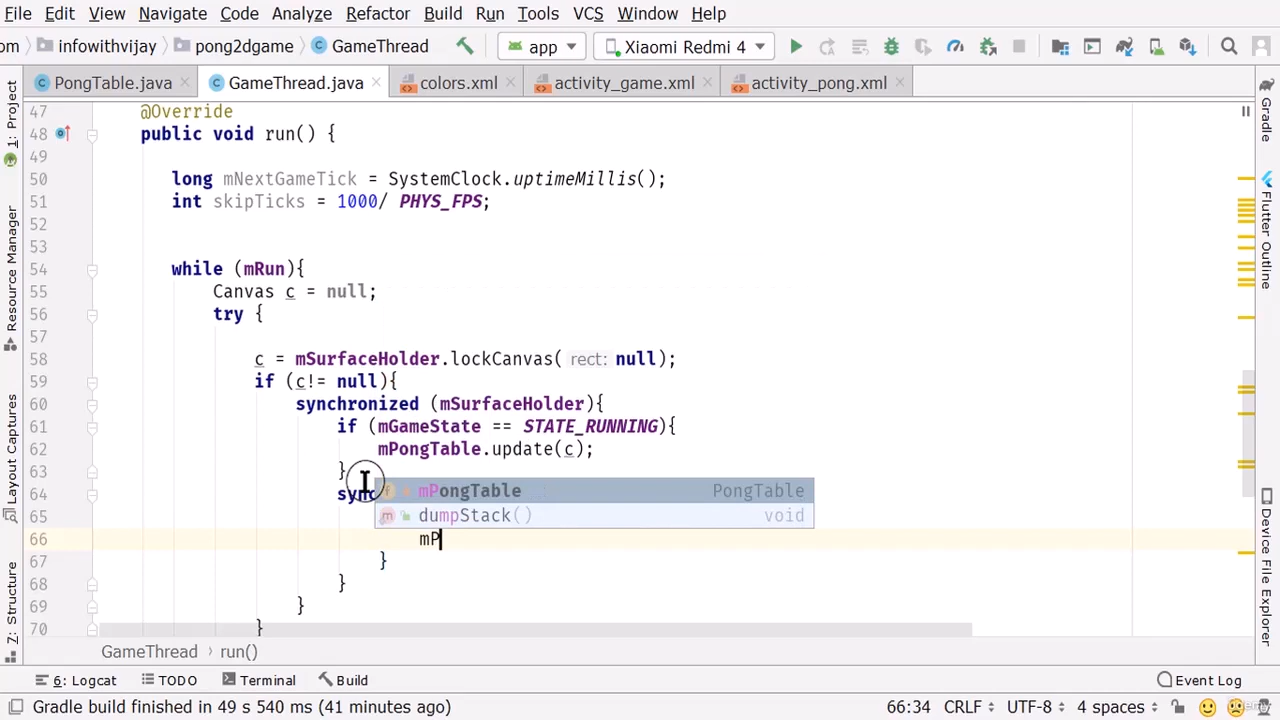 File Edit View Navigate Code Analyze Refactor Build Run Tools VCS Window Help
om infowithvijay pong2dgame GameThread app Xiaomi Redmi 4
PongTable.java GameThread.java colors.xml activity_game.xml activity_pong.xml
47 @Override
48 public void run() {
49
50 long mNextGameTick = SystemClock.uptimeMillis();
51 int skipTicks = 1000/ PHYS_FPS;
52
53
54 while (mRun){
55 Canvas c = null;
56 try {
57
58 c = mSurfaceHolder.lockCanvas( rect: null);
59 if (c!= null){
60 synchronized (mSurfaceHolder){
61 if (mGameState == STATE_RUNNING){
62 mPongTable.update(c);
63 }
64 sync
mPongTable PongTable
65
dumpStack() void
66 mP
67 }
68 }
69 }
70 }
1: Project
Resource Manager
Layout Captures
7: Structure
Gradle
Flutter Outline
Device File Explorer
GameThread run()
6: Logcat TODO Terminal Build Event Log
Gradle build finished in 49 s 540 ms (41 minutes ago) 66:34 CRLF UTF-8 4 spaces